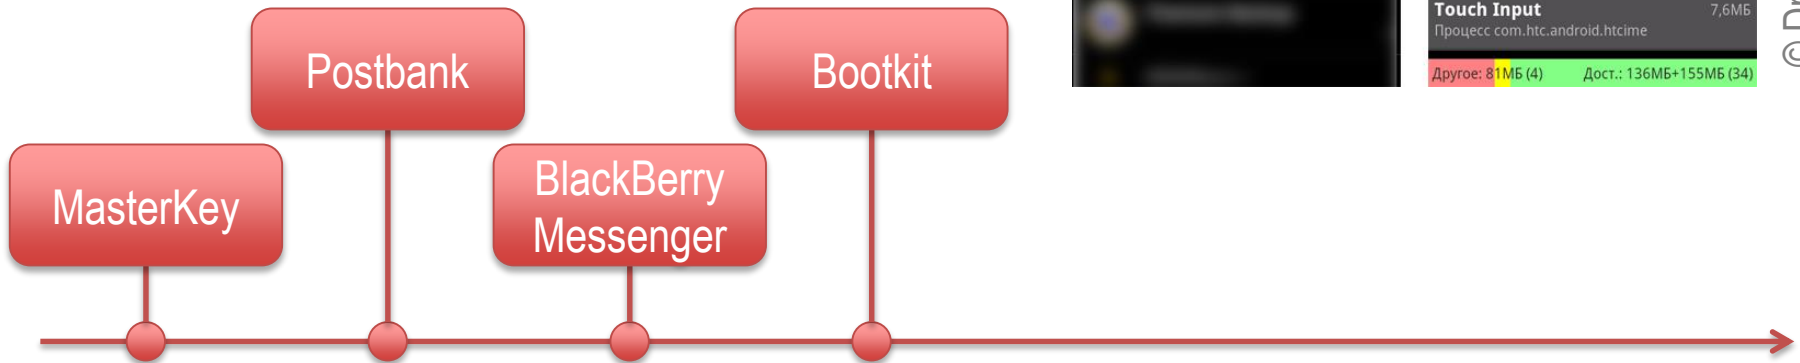 Postbank
Bootkit
MasterKey
BlackBerry
Messenger
Touch Input 7,6МБ
Процесс com.htc.android.htcime
Другое: 81МБ (4) Дост.: 136МБ+155МБ (34)